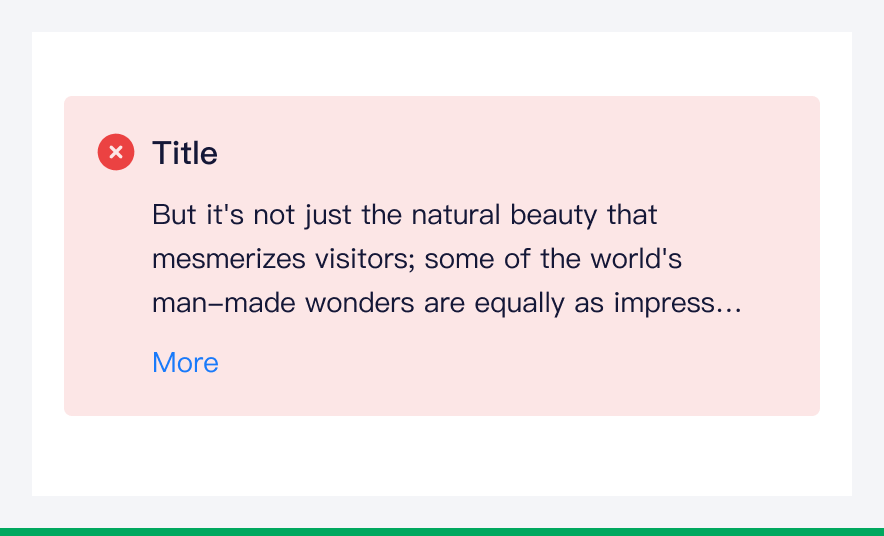 Title
But it's not just the natural beauty that
mesmerizes visitors; some of the world's
man–made wonders are equally as impress...
More